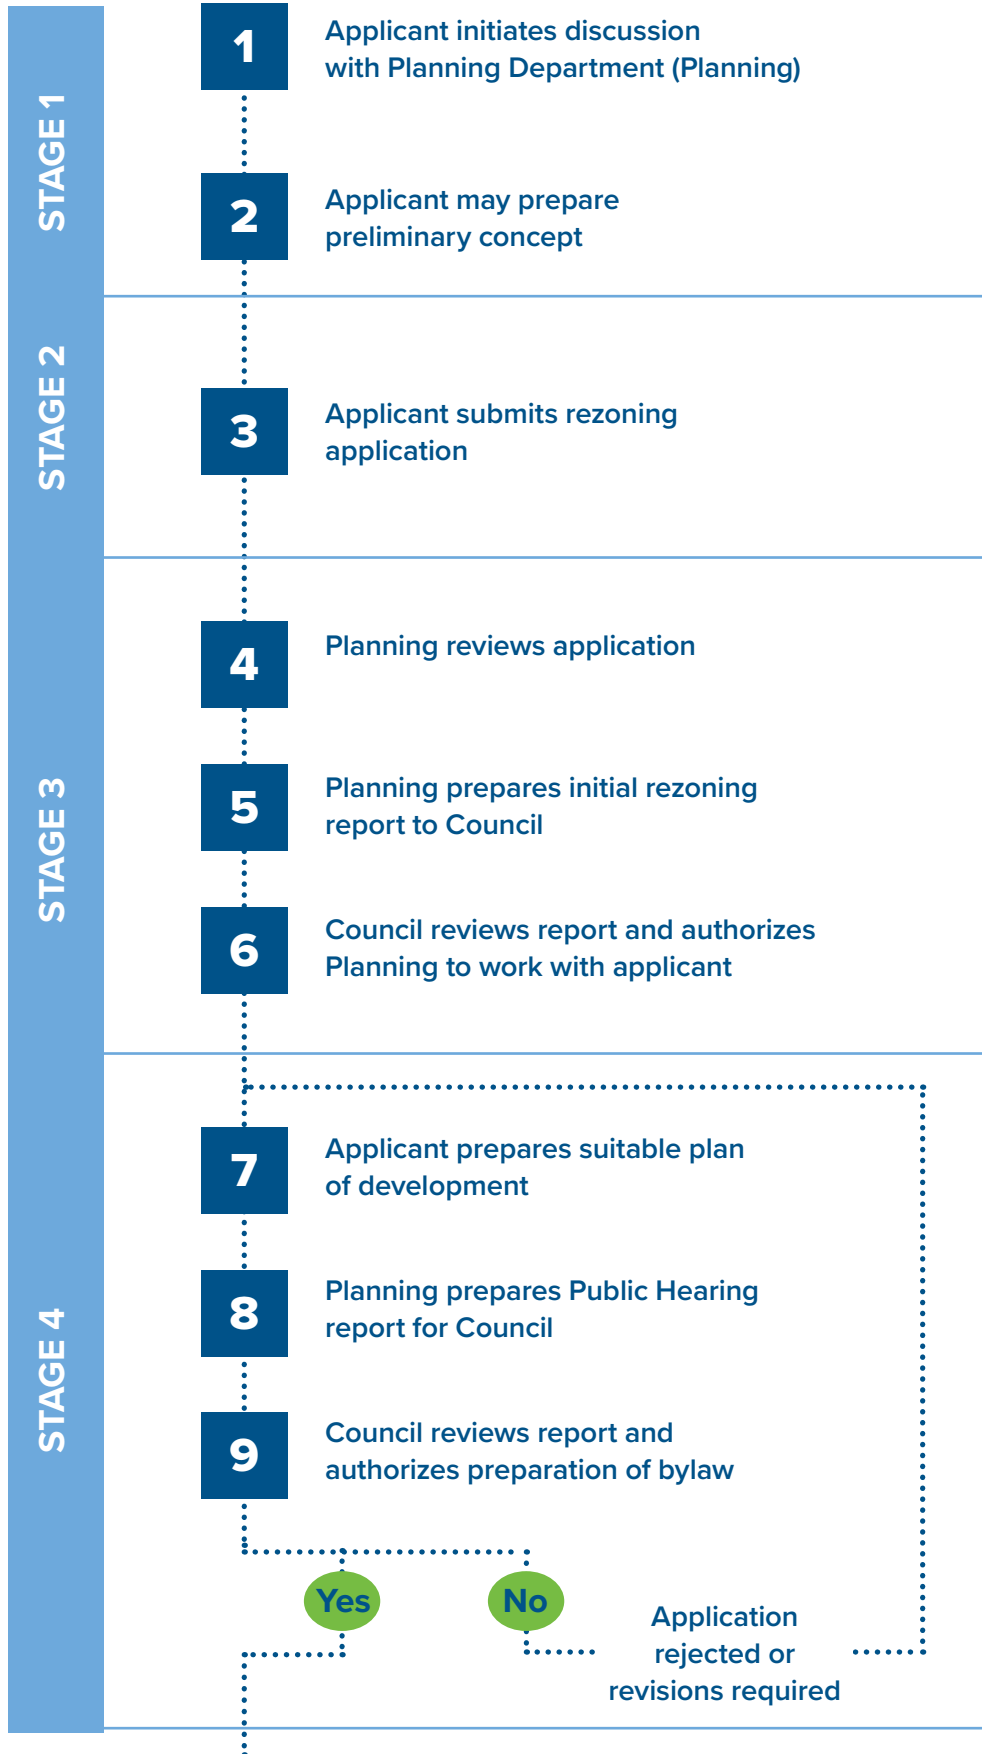 STAGE 1
1
Applicant initiates discussion
with Planning Department (Planning)
2
Applicant may prepare
preliminary concept
STAGE 2
3
Applicant submits rezoning
application
STAGE 3
4
Planning reviews application
5
Planning prepares initial rezoning
report to Council
6
Council reviews report and authorizes
Planning to work with applicant
STAGE 4
7
Applicant prepares suitable plan
of development
8
Planning prepares Public Hearing
report for Council
9
Council reviews report and
authorizes preparation of bylaw
Yes
No
Application
rejected or
revisions required